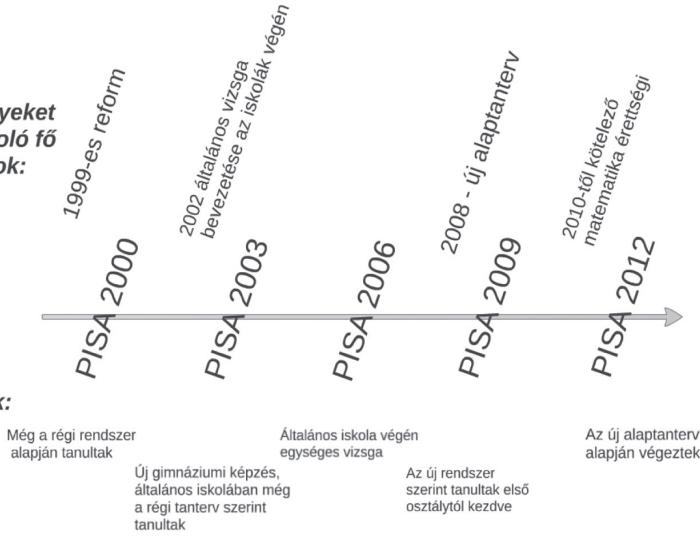 yeket
oló fő
ok:
1999-es reform
2002 általános vizsga
bevezetése az iskolák végén
2008 - új alaptanterv
2010-től kötelező
matematika érettségi
PISA 2000
PISA 2003
PISA 2006
PISA 2009
PISA 2012
k:
Még a régi rendszer
alapján tanultak
Új gimnáziumi képzés,
általános iskolában még
a régi tanterv szerint
tanultak
Általános iskola végén
egységes vizsga
Az új rendszer
szerint tanultak első
osztálytól kezdve
Az új alaptanterv
alapján végeztek